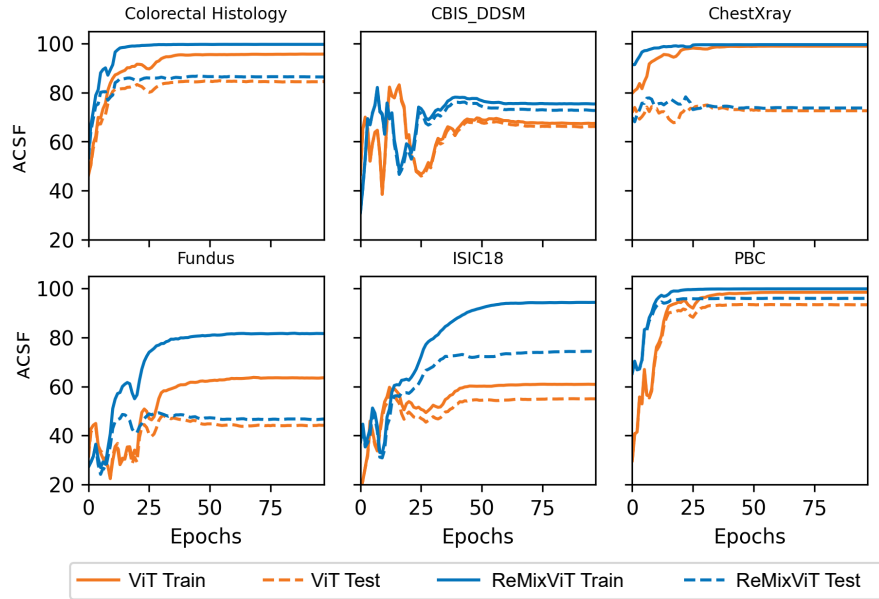 Colorectal Histology CBIS_DDSM ChestXray
100
80
60
40
20
ACSF
Fundus ISIC18 PBC
100
80
60
40
20
ACSF
0 25 50 75 0 25 50 75 0 25 50 75
Epochs Epochs Epochs
ViT Train ViT Test ReMixViT Train ReMixViT Test